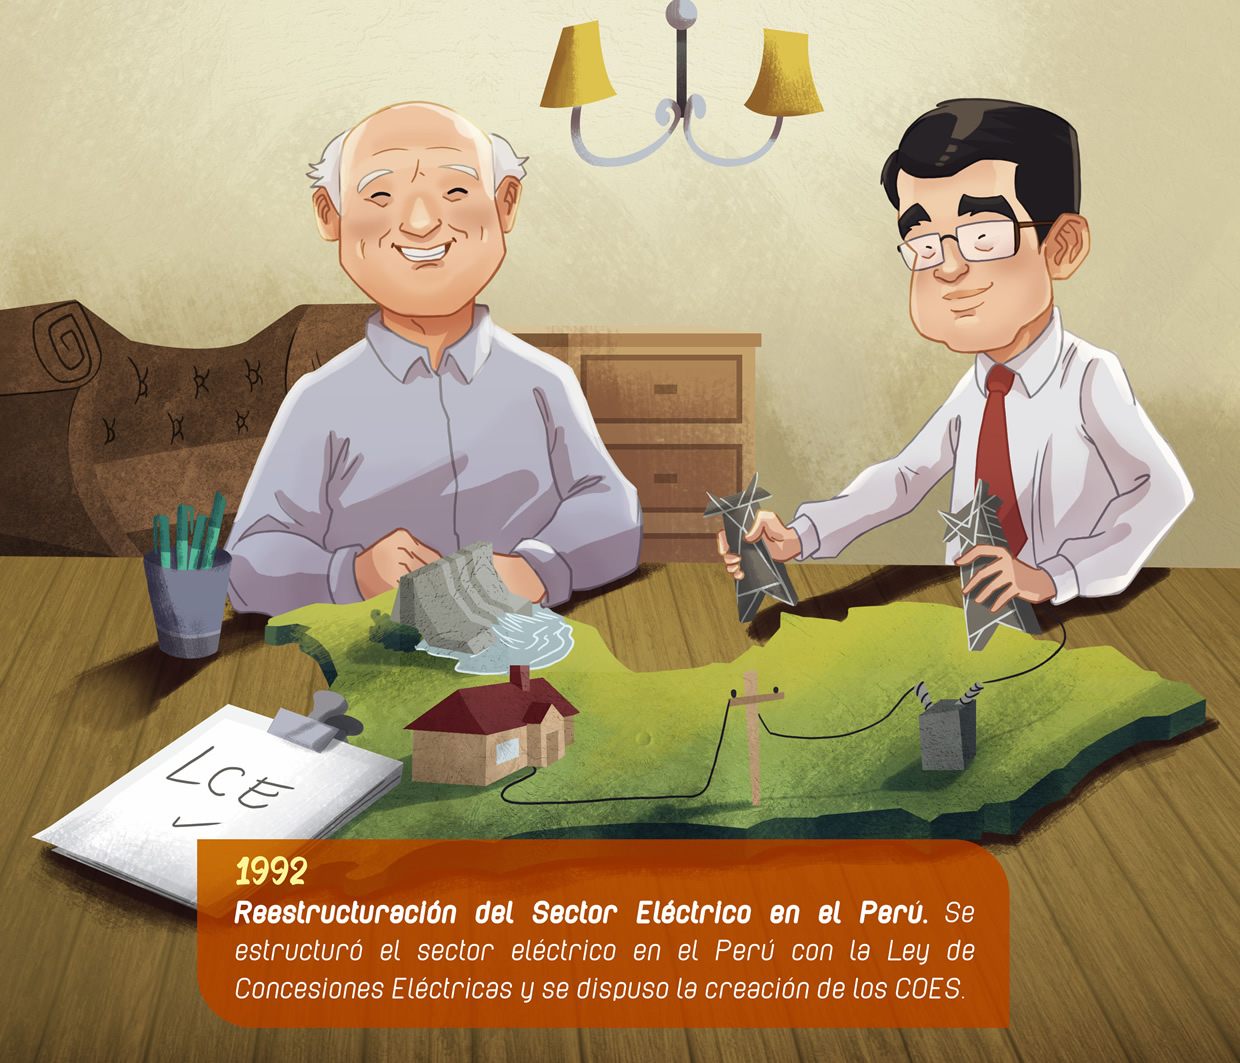 LCE
1992
Reestructuración del Sector Eléctrico en el Perú. Se
estructuró el sector eléctrico en el Perú con la Ley de
Concesiones Eléctricas y se dispuso la creación de los COES.